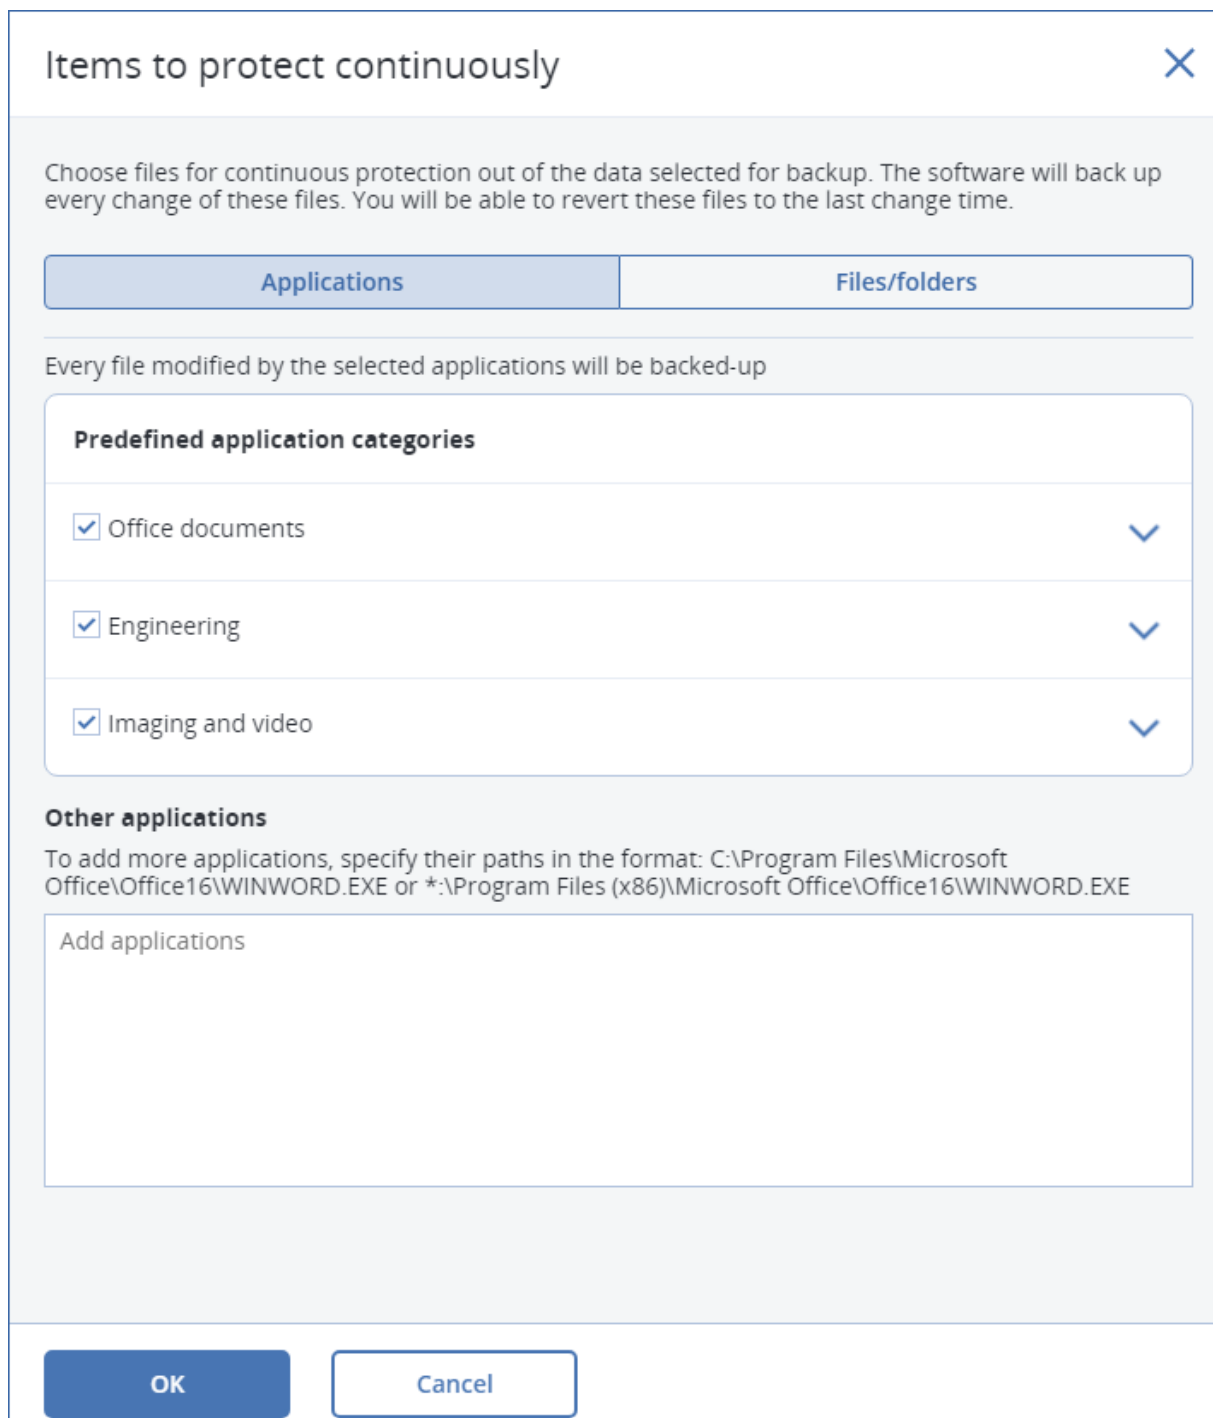 Items to protect continuously
Choose files for continuous protection out of the data selected for backup. The software will back up
every change of these files. You will be able to revert these files to the last change time.
Applications
Files/folders
Every file modified by the selected applications will be backed-up
Predefined application categories
Office documents
Engineering
Imaging and video
Other applications
To add more applications, specify their paths in the format: C:\Program Files\Microsoft
Office\Office16\WINWORD.EXE or *:\Program Files (x86)\Microsoft Office\Office16\WINWORD.EXE
Add applications
OK
Cancel